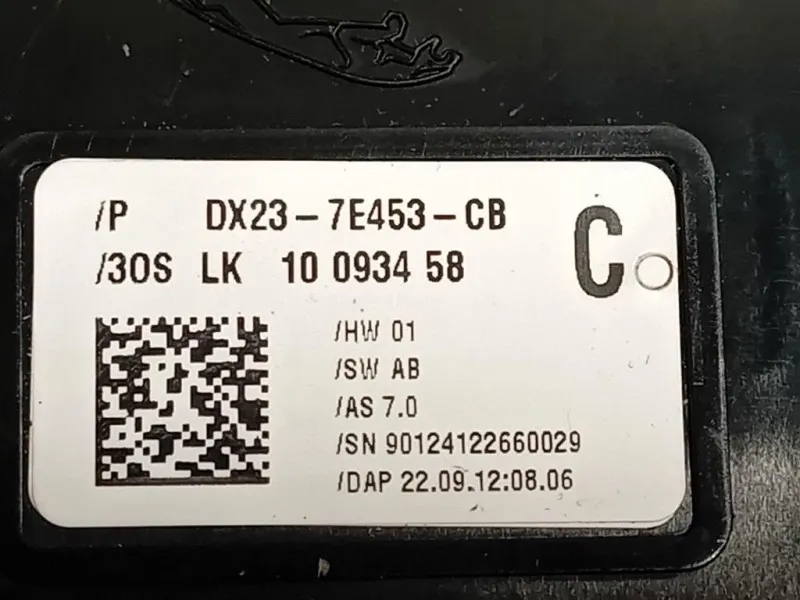 /P DX23-7E453-CB
C
/30S LK 10 0934 58
/HW 01
/SW AB
/AS 7.0
/SN 90124122660029
/DAP 22.09.12:08.06